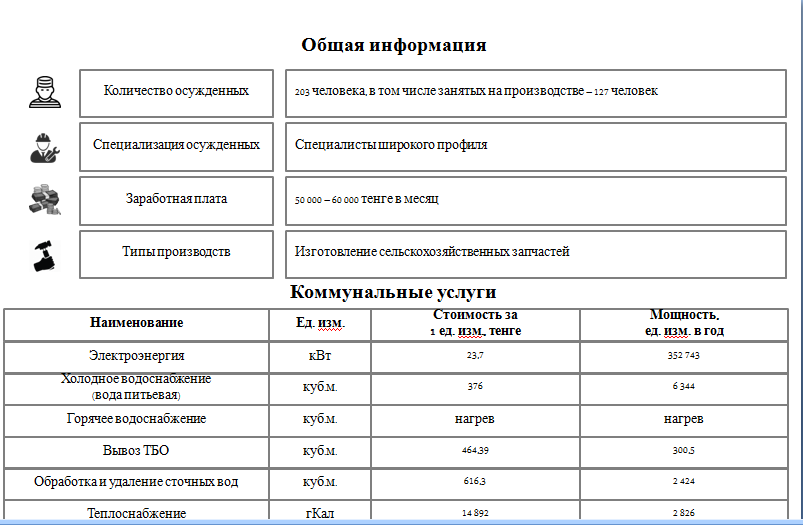 Общая информация
Количество осужденных
203 человека, в том числе занятых на производстве – 127 человек
Специализация осужденных
Специалисты широкого профиля
Заработная плата
50 000 – 60 000 тенге в месяц
Типы производств
Изготовление сельскохозяйственных запчастей
Коммунальные услуги
Наименование
Ед. изм.
Стоимость за
1 ед. изм., тенге
Мощность,
ед. изм. в год
Электроэнергия
кВт
23,7
352 743
Холодное водоснабжение
(вода питьевая)
куб.м.
376
6 344
Горячее водоснабжение
куб.м.
нагрев
нагрев
Вывоз ТБО
куб.м.
464,39
300,5
Обработка и удаление сточных вод
куб.м.
616,3
2 424
Теплоснабжение
гКал
14 892
2 826